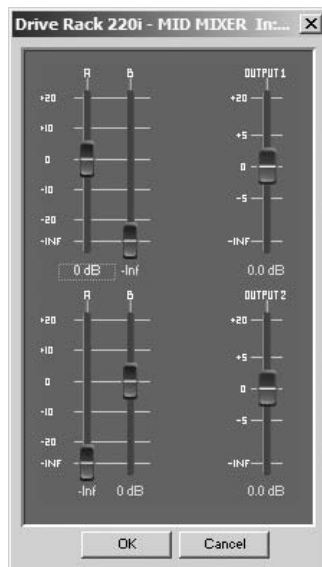 Drive Rack 220i - MID MIXER In:...
A B OUTPUT 1
+20 +20
+10 +5
0 0
-10 -5
-20
-INF -INF
0 dB -Inf 0.0 dB
A B OUTPUT 2
+20 +20
+10 +5
0 0
-10 -5
-20
-INF -INF
-Inf 0 dB 0.0 dB
OK Cancel